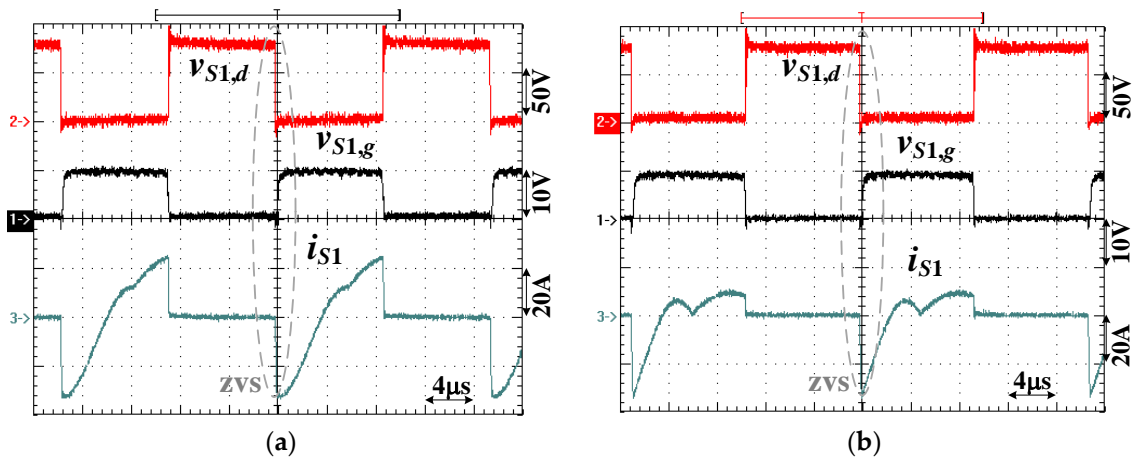 v_{S1,d}
50V
2->
v_{S1,g}
10V
1->
i_{S1}
20A
3->
zvs
4μs
(a)
v_{S1,d}
50V
2->
v_{S1,g}
1->
10V
i_{S1}
3->
20A
zvs
4μs
(b)